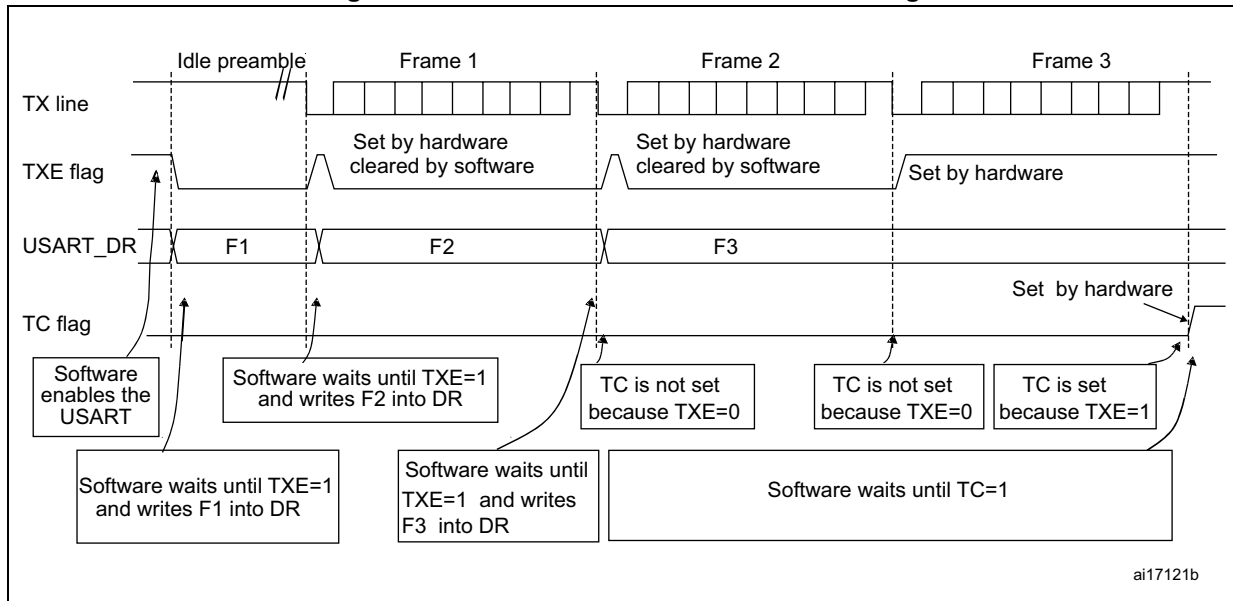 Idle preamble
Frame 1
Frame 2
Frame 3
TX line
Set by hardware
cleared by software
Set by hardware
cleared by software
TXE flag
Set by hardware
USART_DR
F1
F2
F3
Set by hardware
TC flag
Software
enables the
USART
Software waits until TXE=1
and writes F2 into DR
TC is not set
because TXE=0
TC is not set
because TXE=0
TC is set
because TXE=1
Software waits until TXE=1
and writes F1 into DR
Software waits until
TXE=1 and writes
F3 into DR
Software waits until TC=1
ai17121b